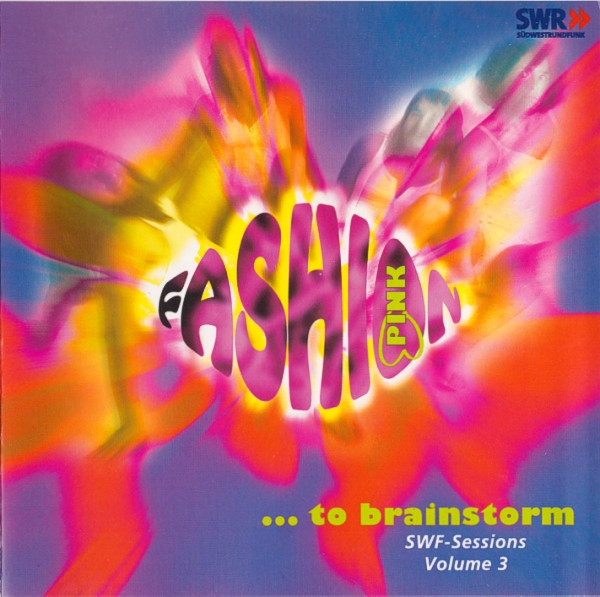 SWR
SÜDWESTRUNDFUNK
FASHION
PINK
... to brainstorm
SWF-Sessions
Volume 3